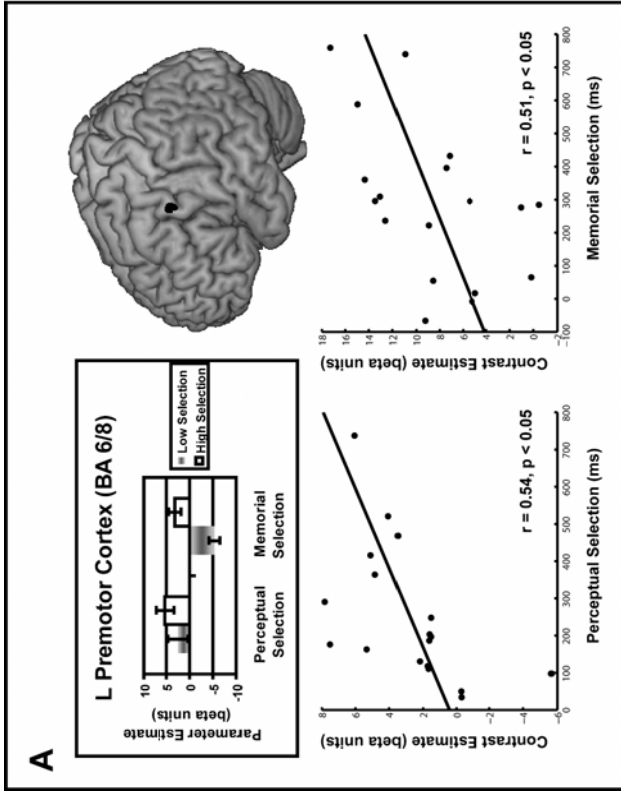 A
L Premotor Cortex (BA 6/8)
Parameter Estimate
(beta units)
10
5
0
-5
-10
Perceptual
Selection
Memorial
Selection
Low Selection
High Selection
Contrast Estimate (beta units)
8
6
4
2
0
-2
-4
-6
0
100
200
300
400
500
600
700
800
r = 0.54, p < 0.05
Perceptual Selection (ms)
Contrast Estimate (beta units)
18
16
14
12
10
8
6
4
2
0
-2
-100
0
100
200
300
400
500
600
700
800
r = 0.51, p < 0.05
Memorial Selection (ms)